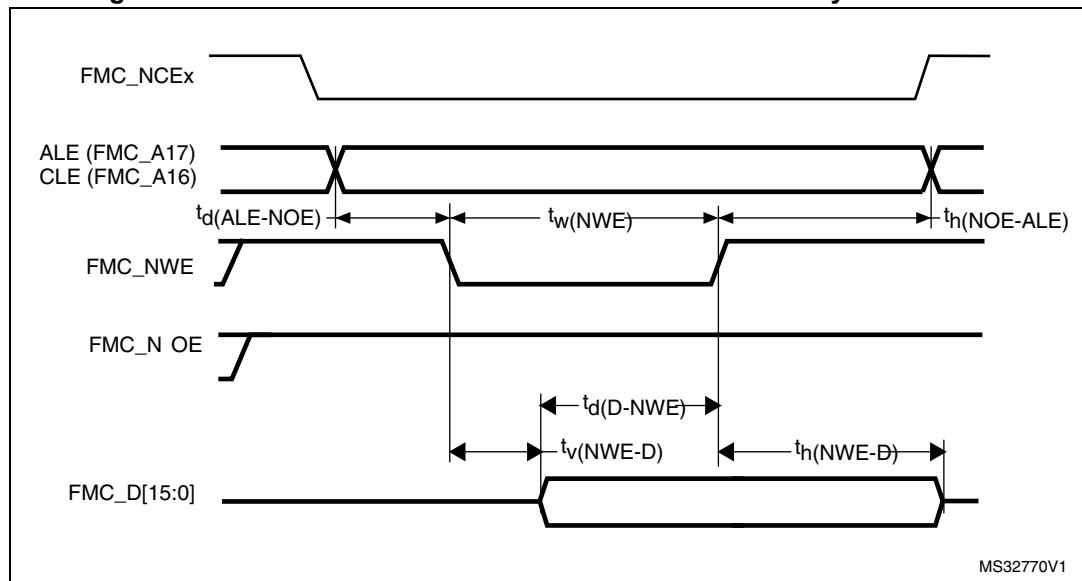 FMC_NCEx
ALE (FMC_A17)
CLE (FMC_A16)
td(ALE-NOE)
tw(NWE)
th(NOE-ALE)
FMC_NWE
FMC_N OE
td(D-NWE)
tv(NWE-D)
th(NWE-D)
FMC_D[15:0]
MS32770V1